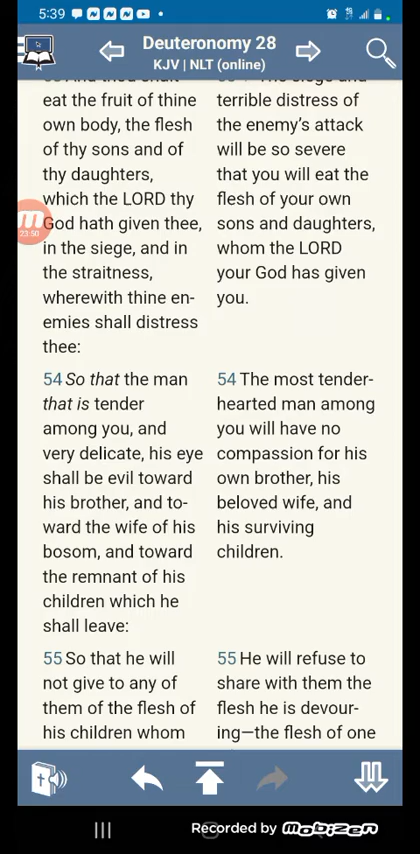 5:39
Deuteronomy 28
KJV | NLT (online)
eat the fruit of thine
own body, the flesh
of thy sons and of
thy daughters,
which the LORD thy
God hath given thee,
in the siege, and in
the straitness,
wherewith thine en-
emies shall distress
thee:
54 So that the man
that is tender
among you, and
very delicate, his eye
shall be evil toward
his brother, and to-
ward the wife of his
bosom, and toward
the remnant of his
children which he
shall leave:
55 So that he will
not give to any of
them of the flesh of
his children whom
terrible distress of
the enemy's attack
will be so severe
that you will eat the
flesh of your own
sons and daughters,
whom the LORD
your God has given
you.
54 The most tender-
hearted man among
you will have no
compassion for his
own brother, his
beloved wife, and
his surviving
children.
55 He will refuse to
share with them the
flesh he is devour-
ing—the flesh of one
m
23:50
Recorded by mobizen